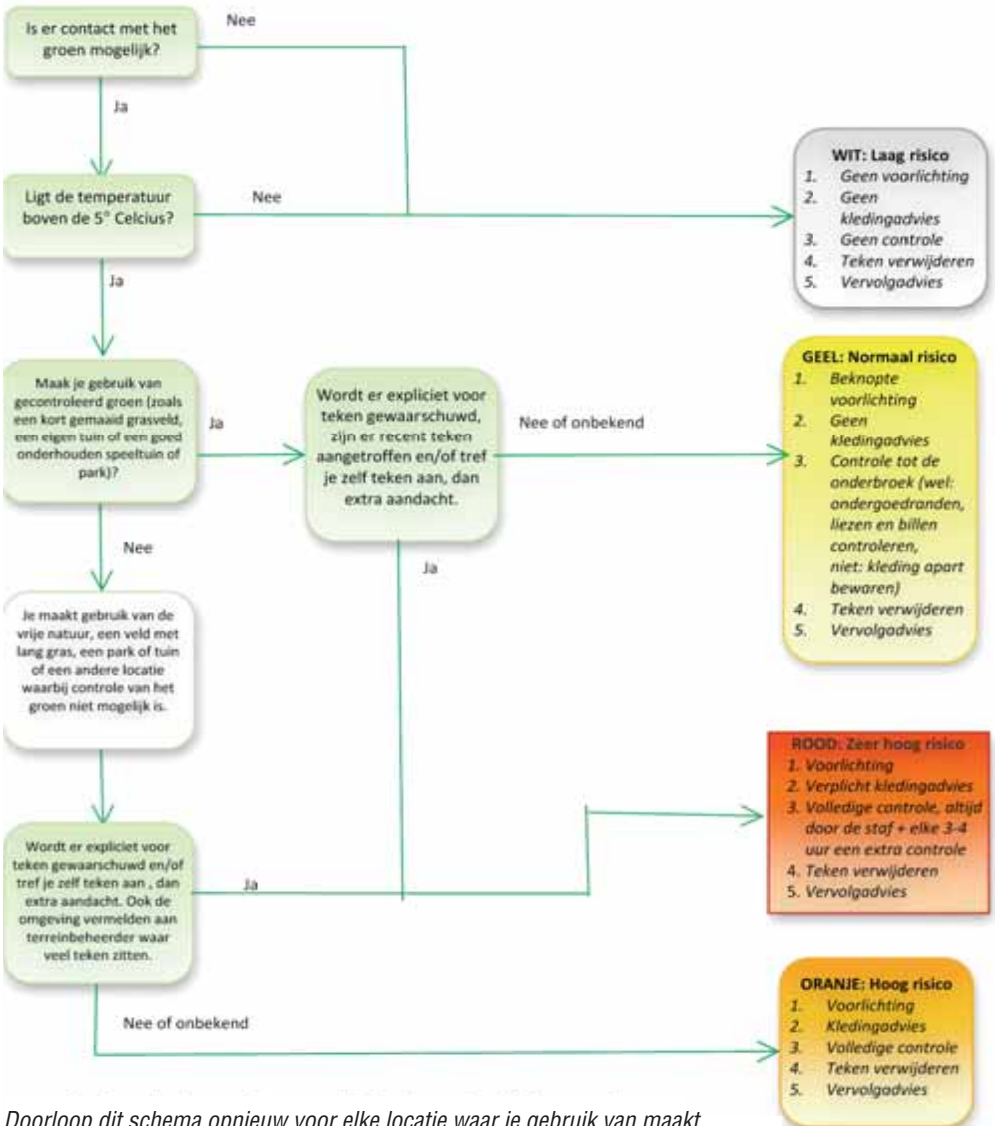 Is er contact met het
groen mogelijk?
Nee
Ja
Ligt de temperatuur
boven de 5° Celcius?
Nee
Ja
WIT: Laag risico
1. Geen voorlichting
2. Geen
kledingadvies
3. Geen controle
4. Teken verwijderen
5. Vervolgadvies
Maak je gebruik van
gecontroleerd groen (zoals
een kort gemaaid grasveld,
een eigen tuin of een goed
onderhouden speeltuin of
park)?
Ja
Wordt er expliciet voor
teken gewaarschuwd,
zijn er recent teken
aangetroffen en/of tref
je zelf teken aan, dan
extra aandacht.
Nee of onbekend
GEEL: Normaal risico
1. Beknopte
voorlichting
2. Geen
kledingadvies
3. Controle tot de
onderbroek (wel:
ondergoedranden,
liezen en billen
controleren,
niet: kleding apart
bewaren)
4. Teken verwijderen
5. Vervolgadvies
Nee
Ja
Je maakt gebruik van de
vrije natuur, een veld met
lang gras, een park of tuin
of een andere locatie
waarbij controle van het
groen niet mogelijk is.
Wordt er expliciet voor
teken gewaarschuwd en/of
tref je zelf teken aan , dan
extra aandacht. Ook de
omgeving vermelden aan
terreinbeheerder waar
veel teken zitten.
Ja
ROOD: Zeer hoog risico
1. Voorlichting
2. Verplicht kledingadvies
3. Volledige controle, altijd
door de staf + elke 3-4
uur een extra controle
4. Teken verwijderen
5. Vervolgadvies
Nee of onbekend
ORANJE: Hoog risico
1. Voorlichting
2. Kledingadvies
3. Volledige controle
4. Teken verwijderen
5. Vervolgadvies
Doorloop dit schema opnieuw voor elke locatie waar je gebruik van maakt